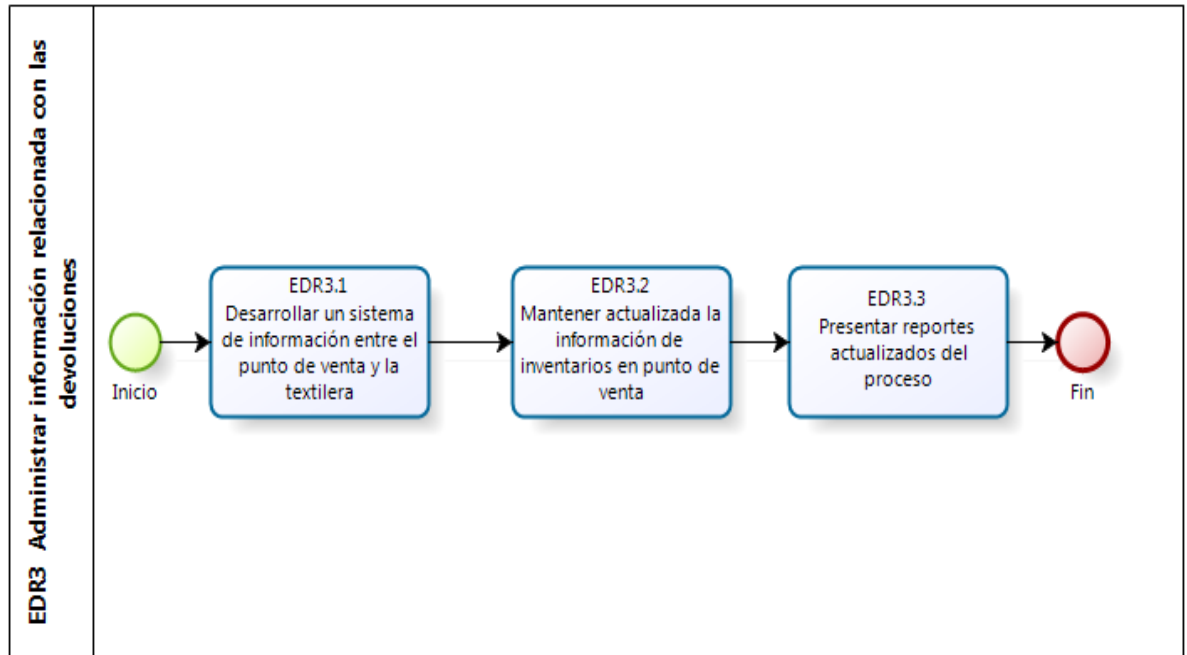 EDR3 Administrar información relacionada con las
devoluciones
Inicio
EDR3.1
Desarrollar un sistema
de información entre el
punto de venta y la
textilera
EDR3.2
Mantener actualizada la
información de
inventarios en punto de
venta
EDR3.3
Presentar reportes
actualizados del
proceso
Fin